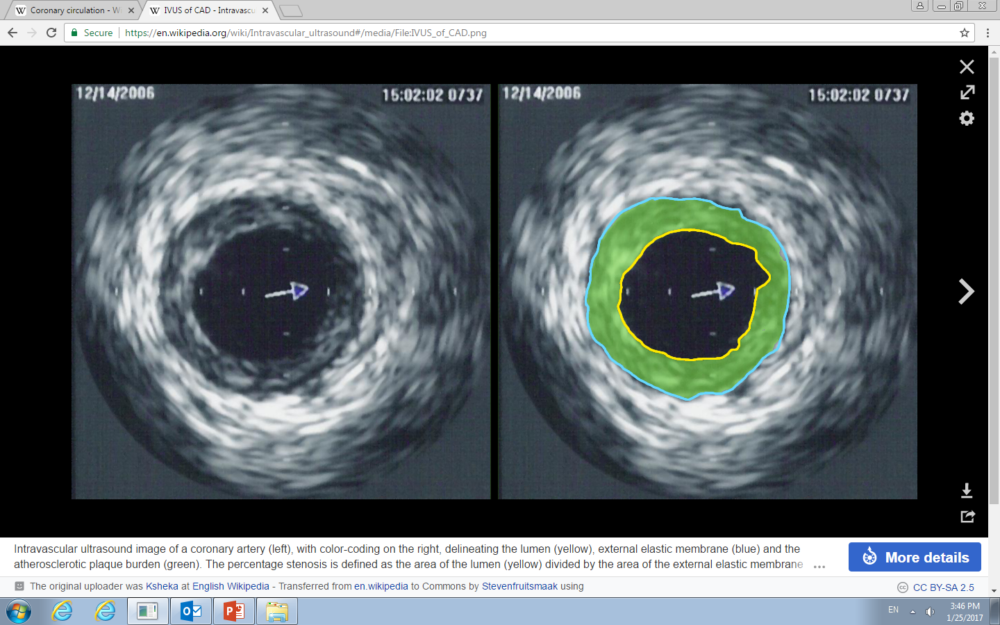 Coronary circulation - W
IVUS of CAD - Intravascu
Secure https://en.wikipedia.org/wiki/Intravascular_ultrasound#/media/File:IVUS_of_CAD.png
12/14/2006 15:02:02 0737
12/14/2006 15:02:02 0737
Intravascular ultrasound image of a coronary artery (left), with color-coding on the right, delineating the lumen (yellow), external elastic membrane (blue) and the
atherosclerotic plaque burden (green). The percentage stenosis is defined as the area of the lumen (yellow) divided by the area of the external elastic membrane ...
More details
The original uploader was Ksheka at English Wikipedia - Transferred from en.wikipedia to Commons by Stevenfruitsmaak using
CC BY-SA 2.5
EN
3:46 PM
1/25/2017